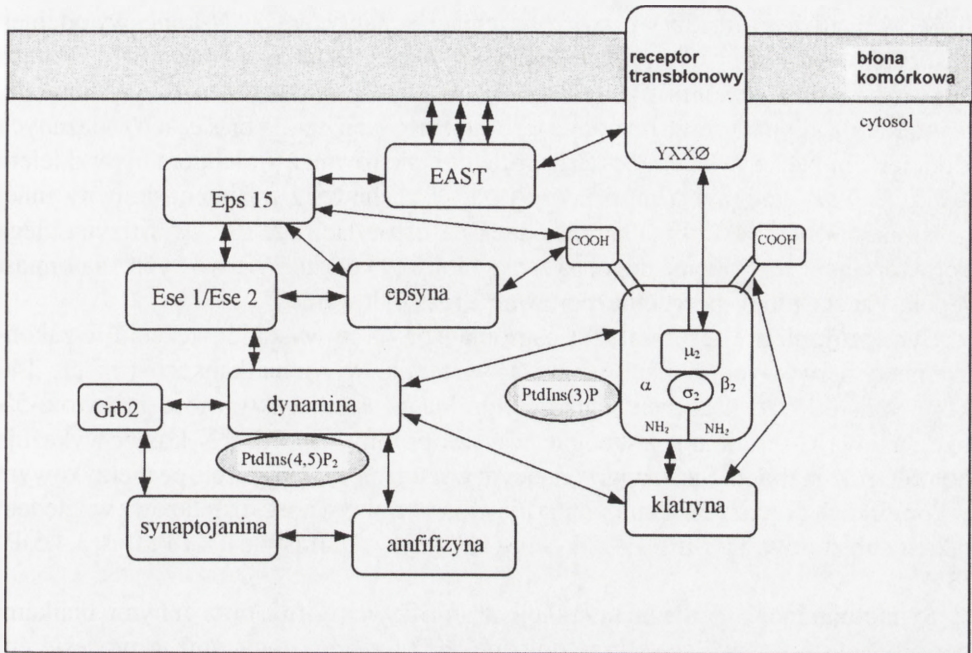 receptor
transbłonowy
błona
komórkowa
cytosol
YXXØ
EAST
Eps 15
COOH
COOH
Ese 1/Ese 2
epsyna
μ₂
α
β₂
σ₂
NH₂
NH₂
PtdIns(3)P
Grb2
dynamina
PtdIns(4,5)P₂
klatryna
synaptojanina
amfifizyna